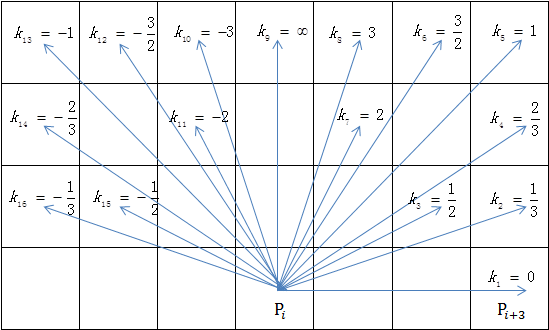 k₁₃ = −1 k₁₂ = −3/2 k₁₀ = −3 k₉ = ∞ k₈ = 3 k₆ = 3/2 k₅ = 1
k₁₄ = −2/3 k₁₁ = −2 k₇ = 2 k₄ = 2/3
k₁₆ = −1/3 k₁₅ = −1/2 k₃ = 1/2 k₂ = 1/3
k₁ = 0
Pᵢ Pᵢ₊₃